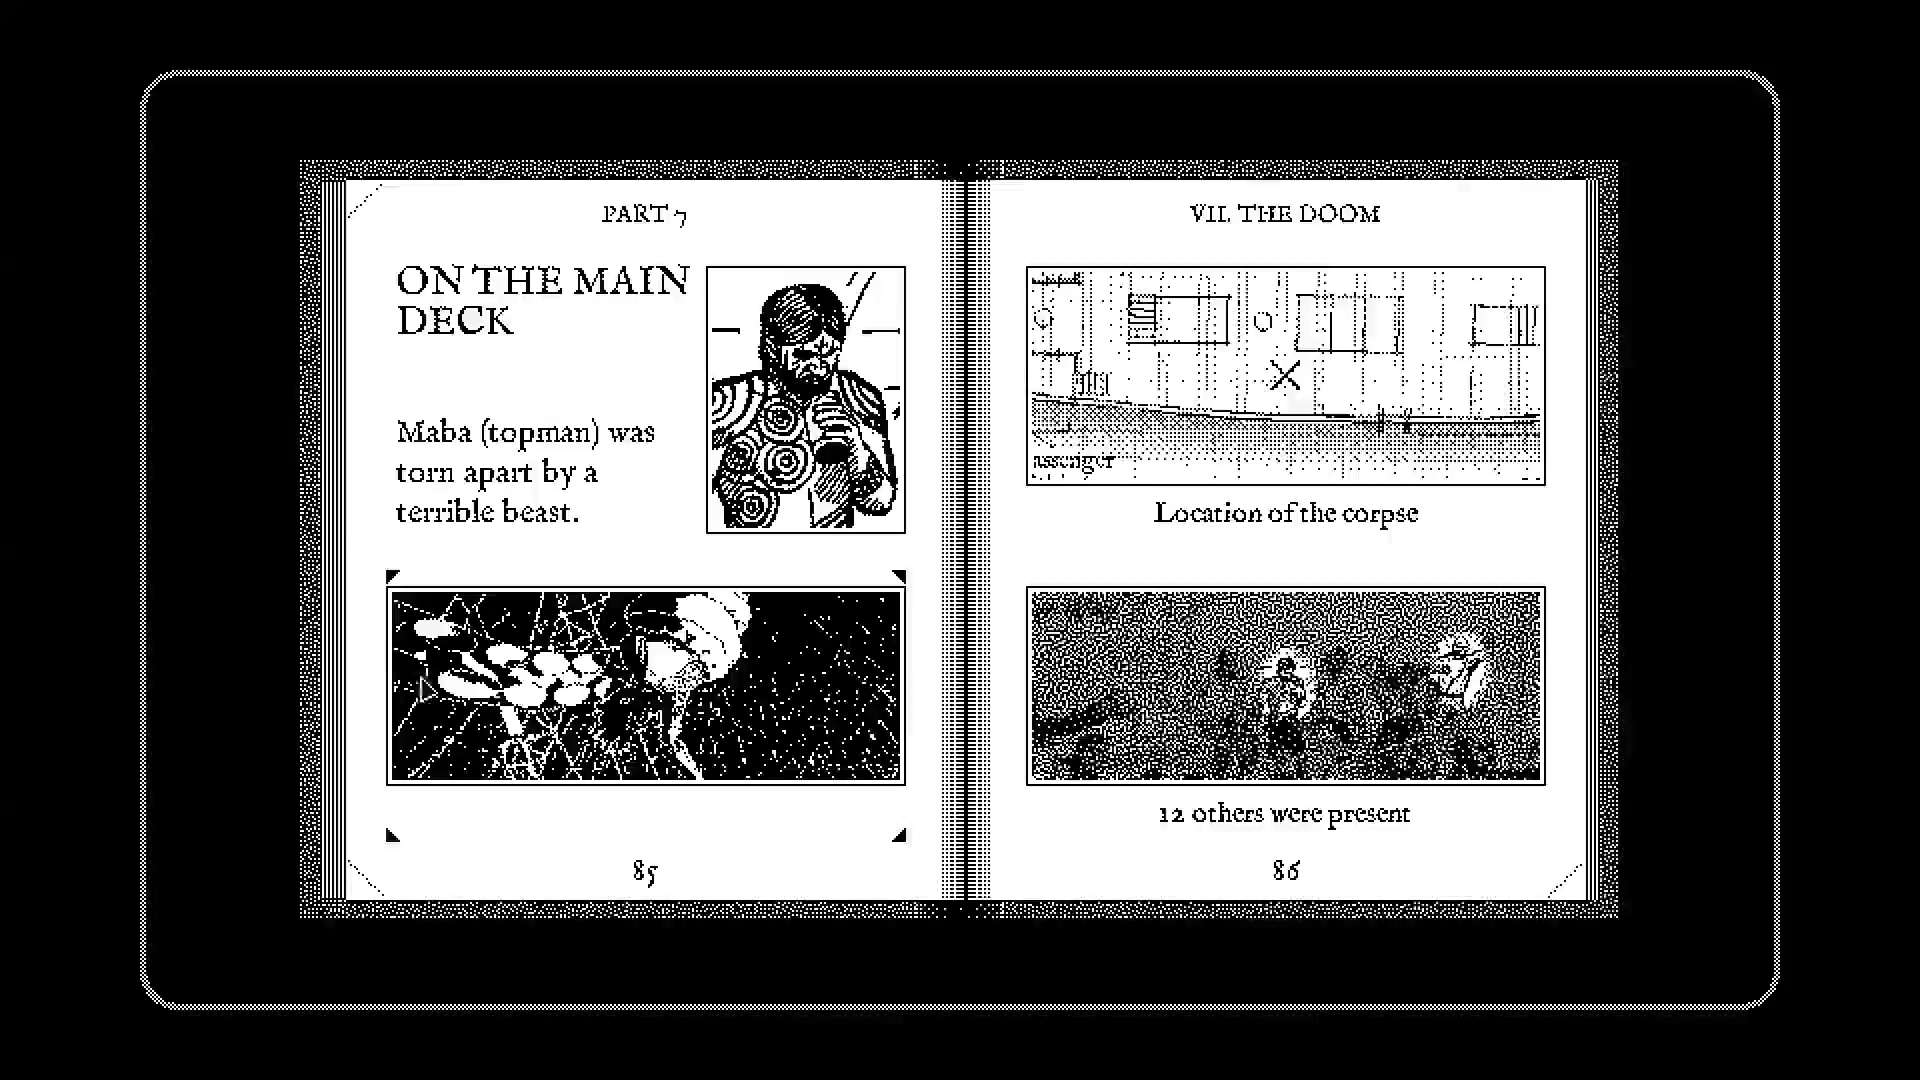 PART 7
ON THE MAIN
DECK
Maba (topman) was
torn apart by a
terrible beast.
85
VII. THE DOOM
assenger
Location of the corpse
12 others were present
86